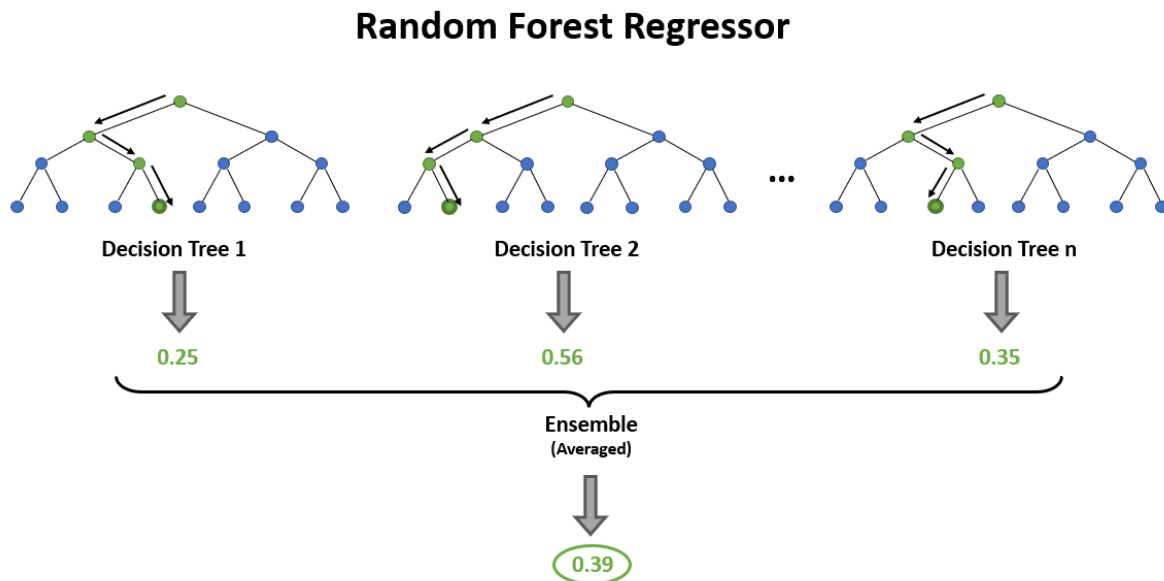 Random Forest Regressor
...
Decision Tree 1
Decision Tree 2
Decision Tree n
0.25
0.56
0.35
Ensemble
(Averaged)
0.39